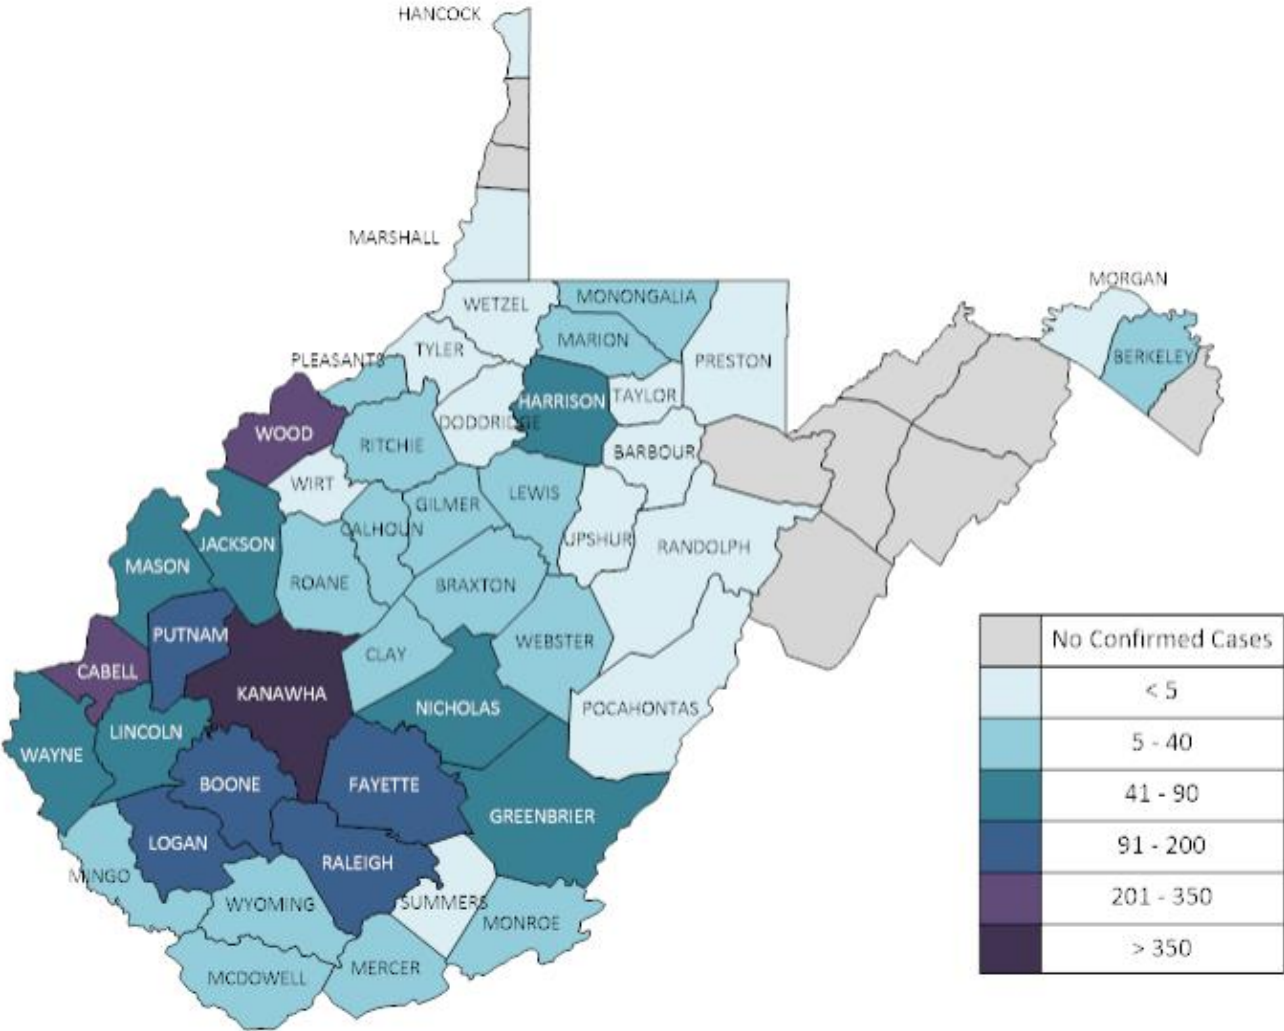 HANCOCK
MARSHALL
MORGAN
WETZEL
MONONGALIA
MARION
TYLER
PRESTON
BERKELEY
PLEASANTS
HARRISON
TAYLOR
DODDRIDGE
WOOD
RITCHIE
BARBOUR
WIRT
LEWIS
GILMER
CALHOUN
UPSHUR
RANDOLPH
JACKSON
MASON
ROANE
BRAXTON
PUTNAM
WEBSTER
CLAY
CABELL
KANAWHA
NICHOLAS
POCAHONTAS
LINCOLN
WAYNE
BOONE
FAYETTE
GREENBRIER
LOGAN
RALEIGH
MINGO
WYOMING
SUMMERS
MONROE
MCDOWELL
MERCER
No Confirmed Cases
< 5
5 - 40
41 - 90
91 - 200
201 - 350
> 350